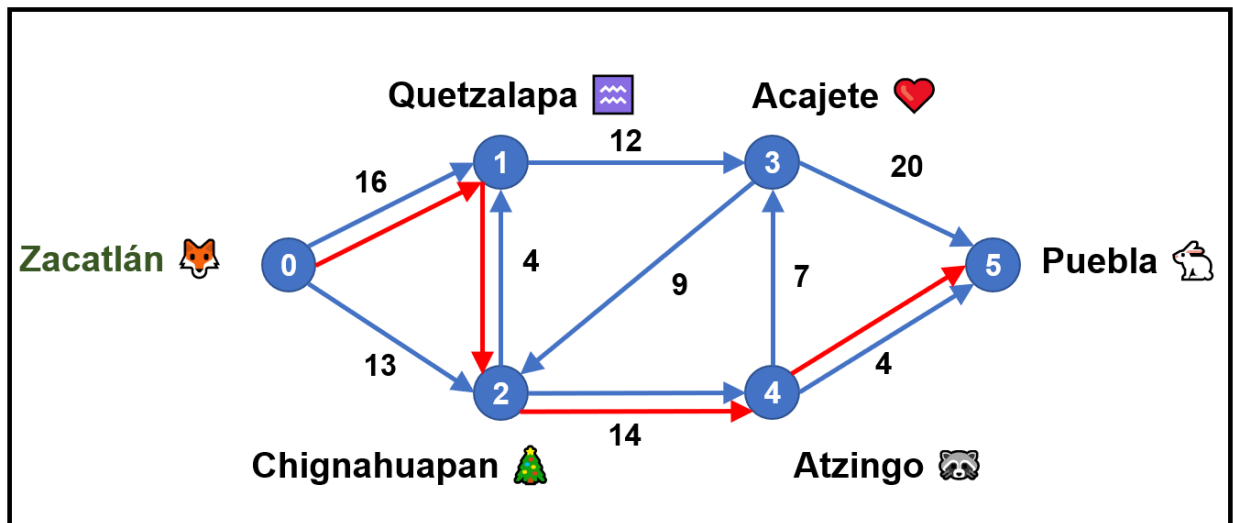 Quetzalapa ♒
Acajete ❤️
12
1
3
16
20
Zacatlán 🦊
0
4
9
7
5
Puebla 🐇
13
4
2
4
14
Chignahuapan 🎄
Atzingo 🦝